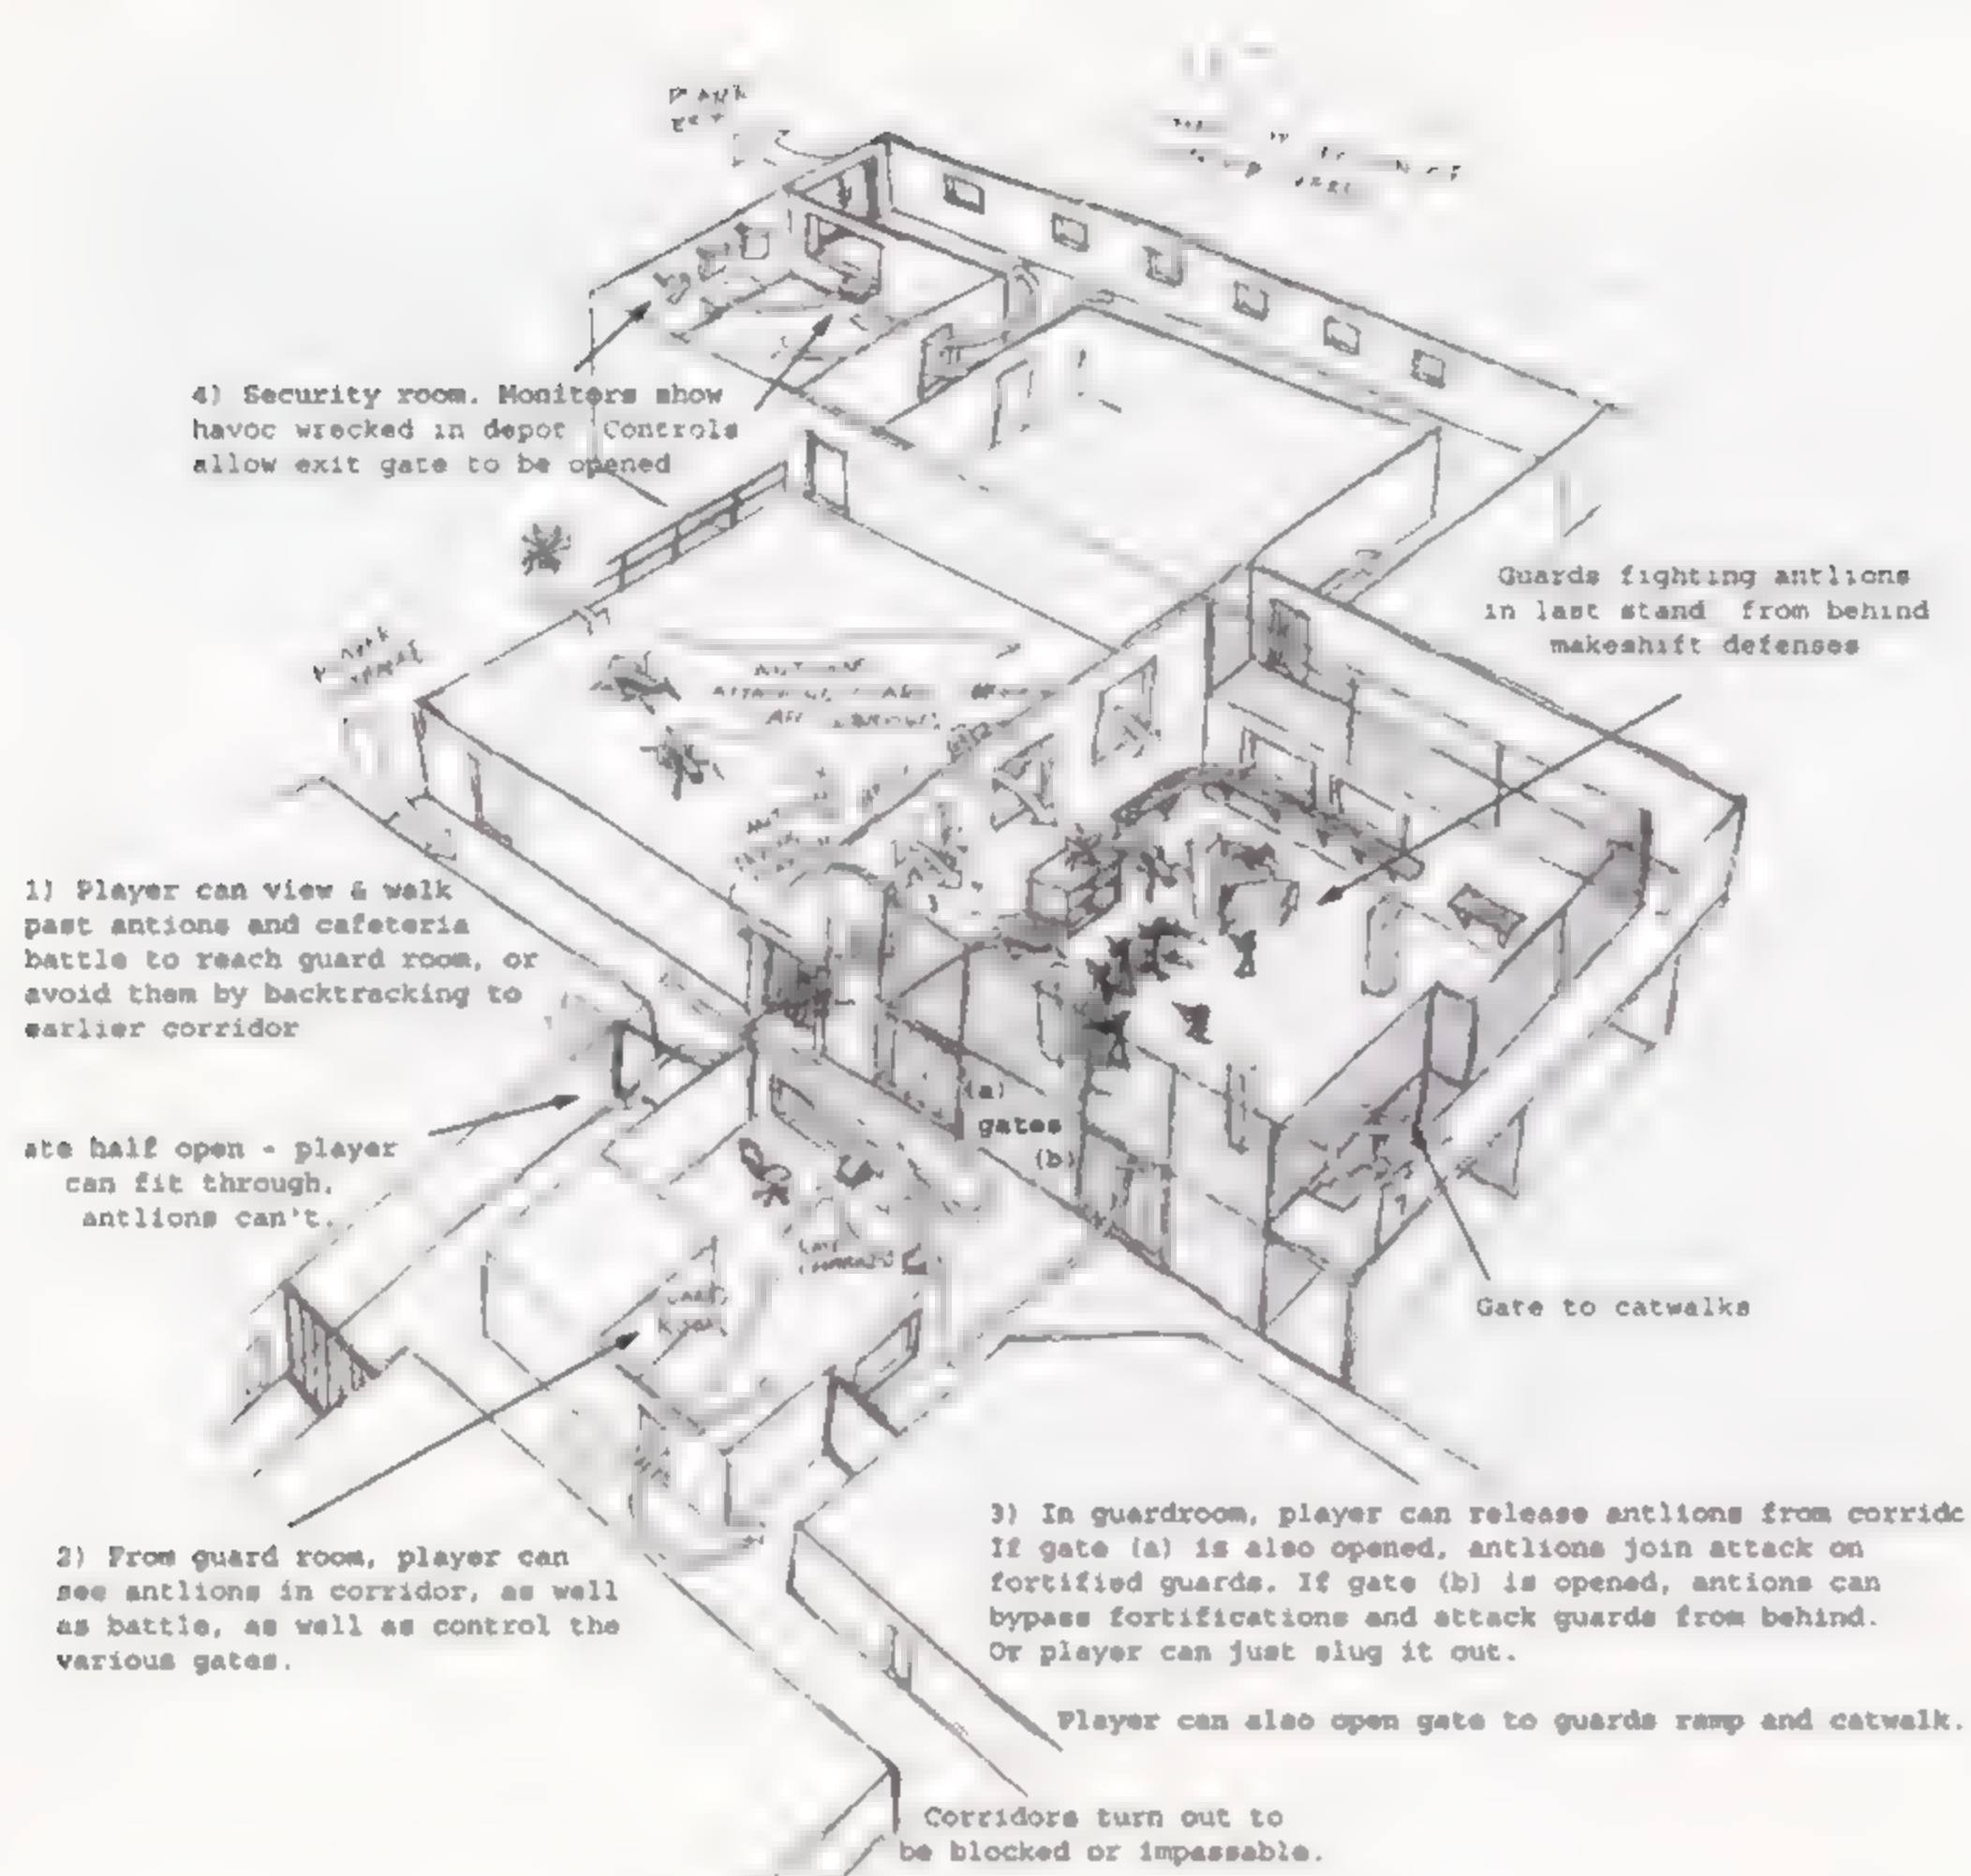 4) Security room. Monitors show
havoc wrecked in depot Controls
allow exit gate to be opened
Guards fighting antlions
in last stand from behind
makeshift defenses
1) Player can view & walk
past antions and cafeteria
battle to reach guard room, or
avoid them by backtracking to
earlier corridor
(a)
gates
(b)
ate half open - player
can fit through,
antlions can't.
Gate to catwalks
2) From guard room, player can
see antlions in corridor, as well
as battle, as well as control the
various gates.
3) In guardroom, player can release antlions from corrido
If gate (a) is also opened, antlions join attack on
fortified guards. If gate (b) is opened, antions can
bypass fortifications and attack guards from behind.
Or player can just slug it out.
Player can also open gate to guards ramp and catwalk.
Corridors turn out to
be blocked or impassable.